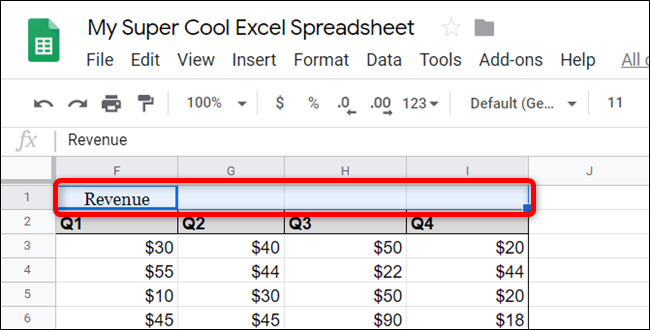 My Super Cool Excel Spreadsheet
File Edit View Insert Format Data Tools Add-ons Help All c
100% $ % .0 .00 123 Default (Ge... 11
fx Revenue
F G H I J
1 Revenue
2 Q1 Q2 Q3 Q4
3 $30 $40 $50 $20
4 $55 $44 $22 $44
5 $10 $30 $50 $20
6 $45 $45 $90 $18